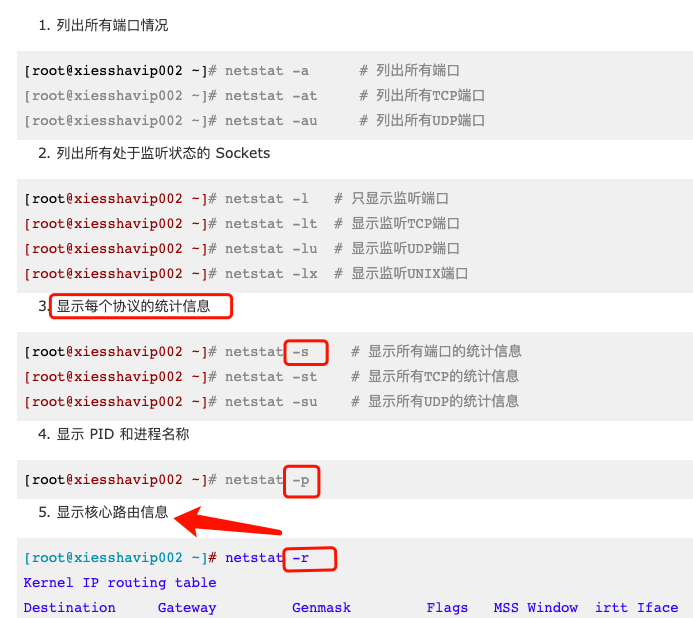 1. 列出所有端口情况
[root@xiesshavip002 ~]# netstat -a      # 列出所有端口
[root@xiesshavip002 ~]# netstat -at     # 列出所有TCP端口
[root@xiesshavip002 ~]# netstat -au     # 列出所有UDP端口
2. 列出所有处于监听状态的 Sockets
[root@xiesshavip002 ~]# netstat -l   # 只显示监听端口
[root@xiesshavip002 ~]# netstat -lt  # 显示监听TCP端口
[root@xiesshavip002 ~]# netstat -lu  # 显示监听UDP端口
[root@xiesshavip002 ~]# netstat -lx  # 显示监听UNIX端口
3. 显示每个协议的统计信息
[root@xiesshavip002 ~]# netstat -s     # 显示所有端口的统计信息
[root@xiesshavip002 ~]# netstat -st    # 显示所有TCP的统计信息
[root@xiesshavip002 ~]# netstat -su    # 显示所有UDP的统计信息
4. 显示 PID 和进程名称
[root@xiesshavip002 ~]# netstat -p
5. 显示核心路由信息
[root@xiesshavip002 ~]# netstat -r
Kernel IP routing table
Destination     Gateway         Genmask         Flags   MSS Window  irtt Iface